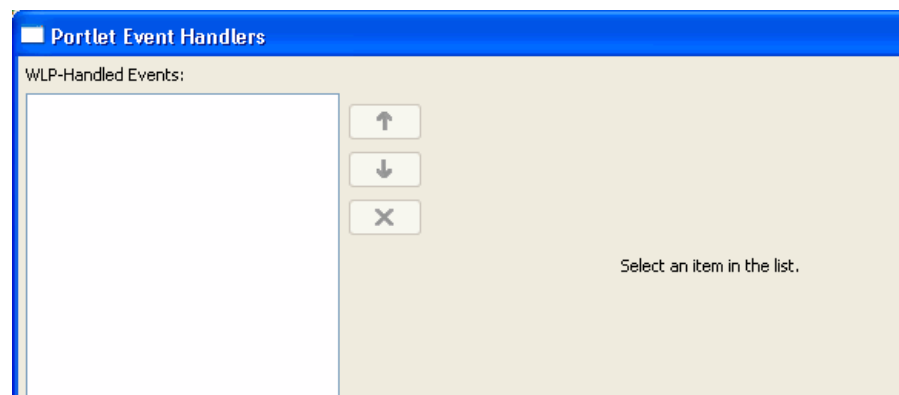 Portlet Event Handlers
WLP-Handled Events:
Select an item in the list.